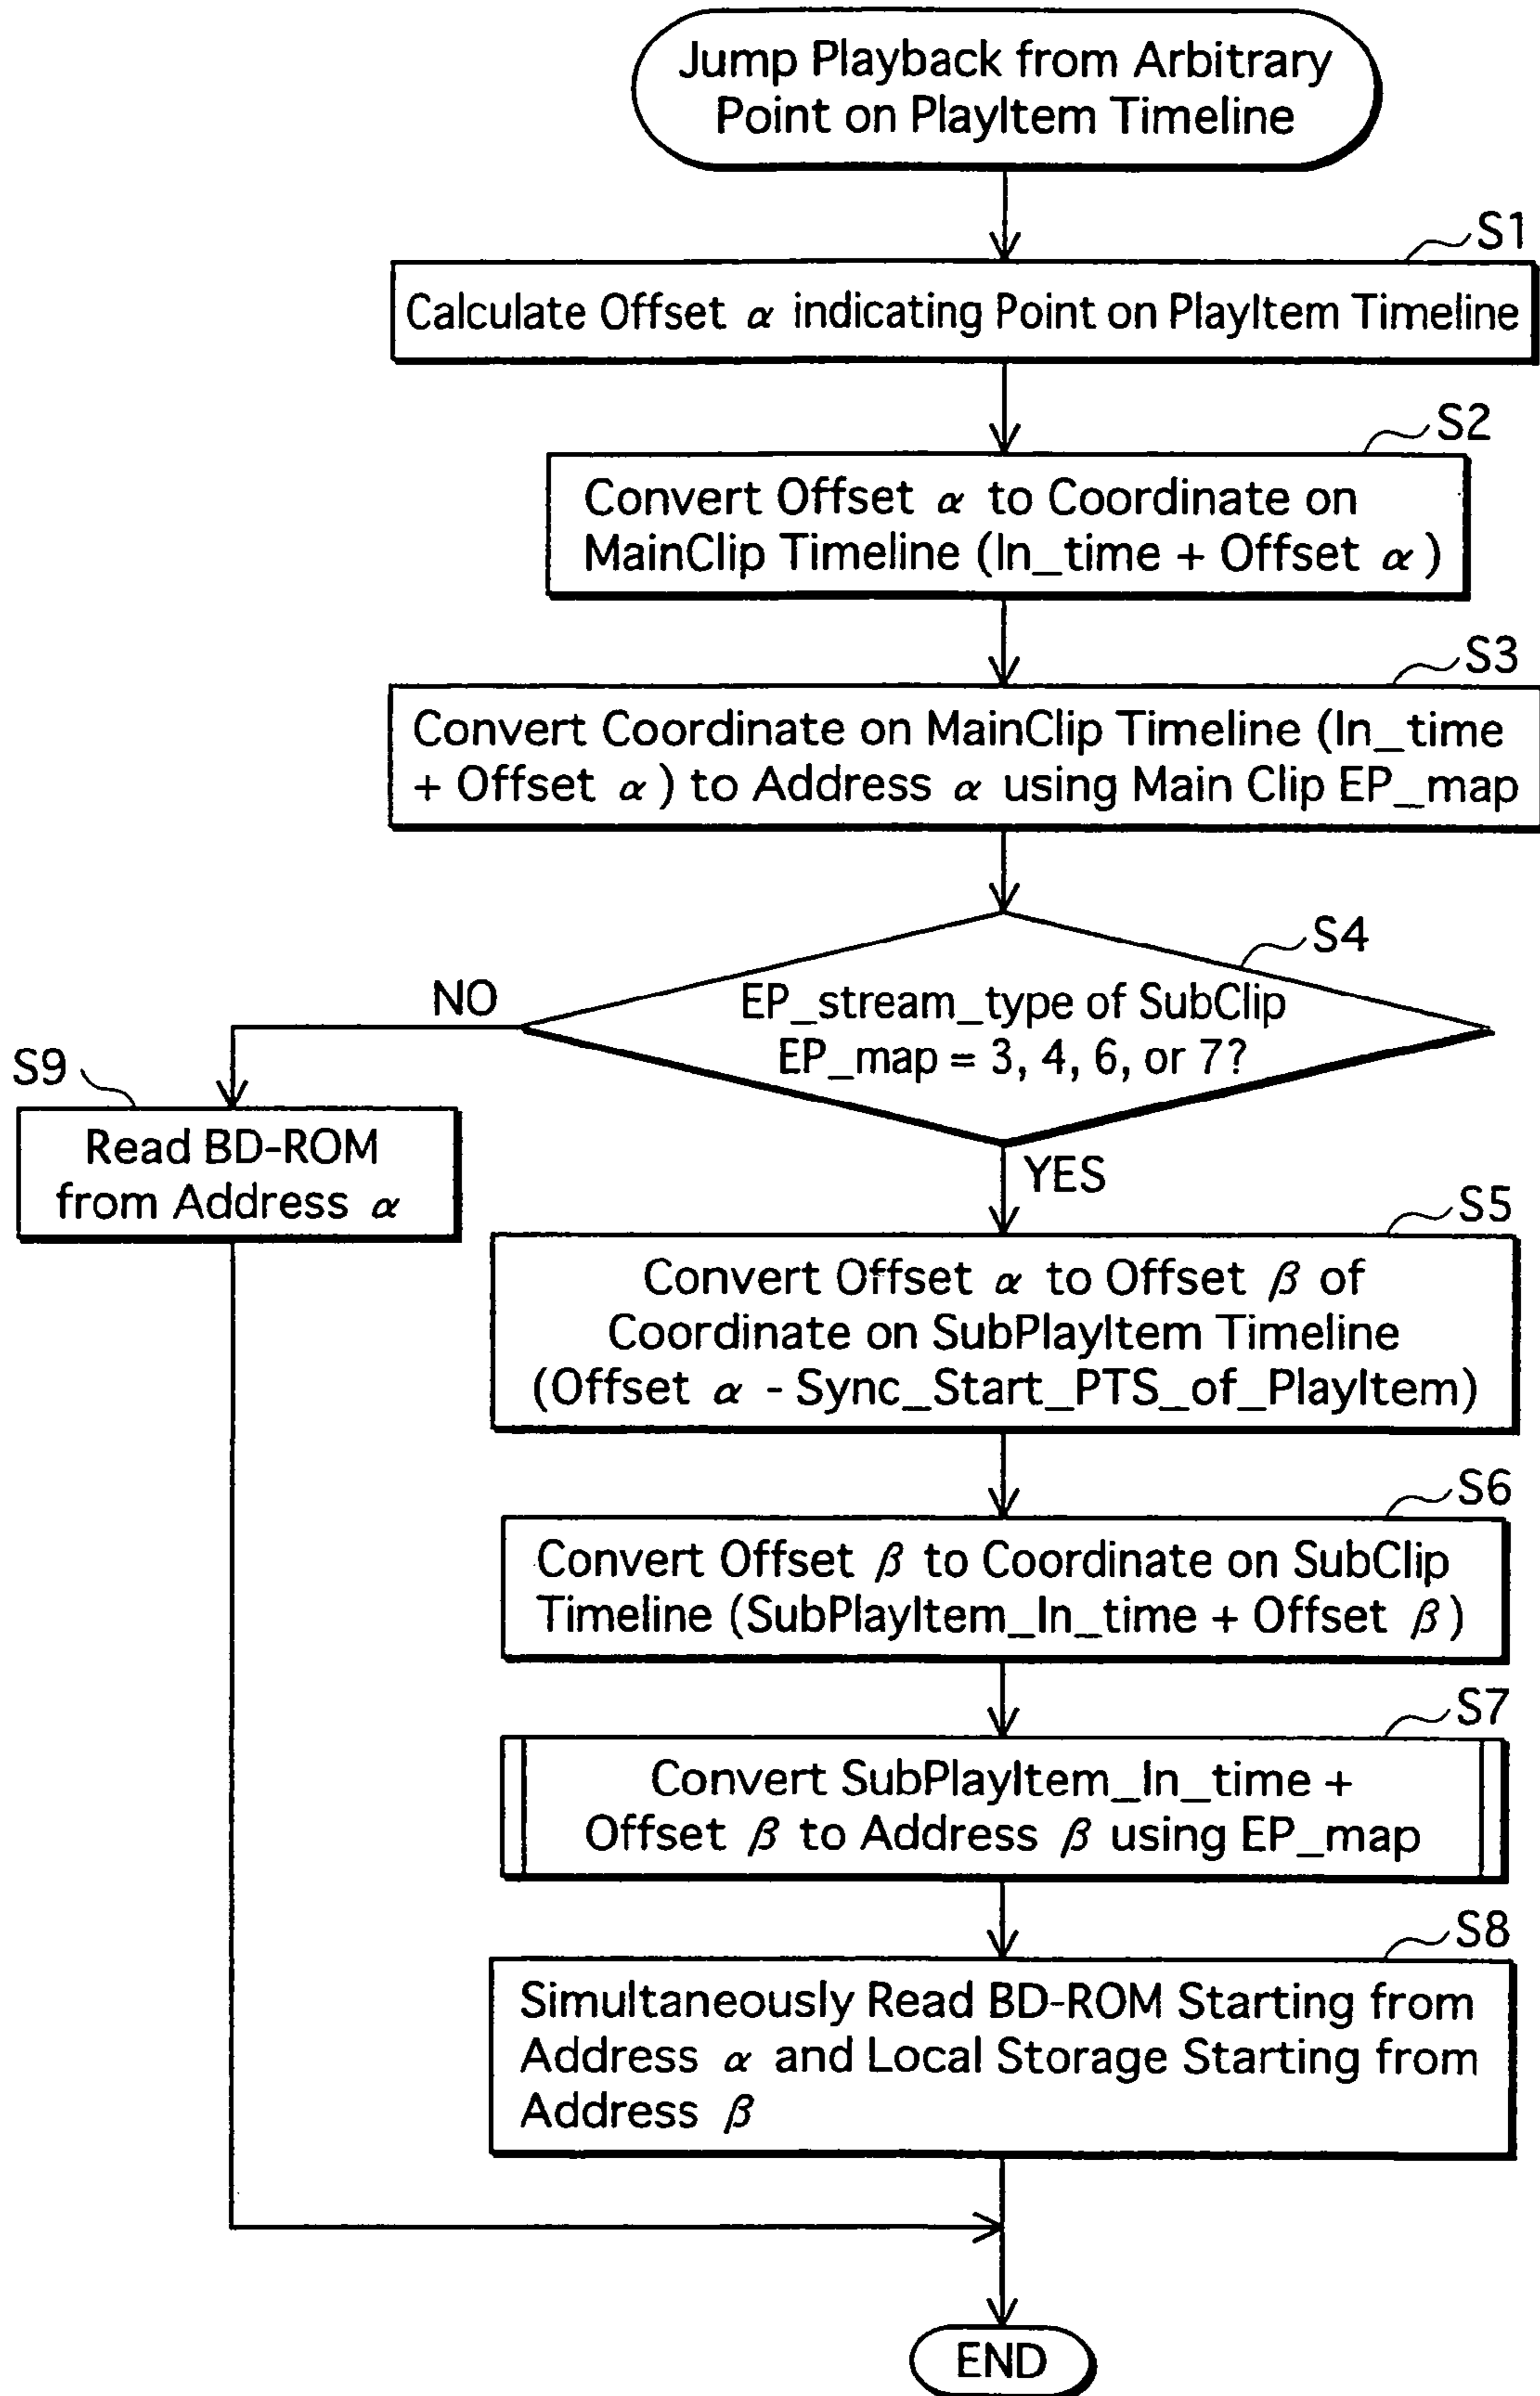 Jump Playback from Arbitrary
Point on PlayItem Timeline
S1
Calculate Offset α indicating Point on PlayItem Timeline
S2
Convert Offset α to Coordinate on
MainClip Timeline (In_time + Offset α)
S3
Convert Coordinate on MainClip Timeline (In_time
+ Offset α) to Address α using Main Clip EP_map
S4
NO
EP_stream_type of SubClip
EP_map = 3, 4, 6, or 7?
S9
Read BD-ROM
from Address α
YES
S5
Convert Offset α to Offset β of
Coordinate on SubPlayItem Timeline
(Offset α - Sync_Start_PTS_of_PlayItem)
S6
Convert Offset β to Coordinate on SubClip
Timeline (SubPlayItem_In_time + Offset β)
S7
Convert SubPlayItem_In_time +
Offset β to Address β using EP_map
S8
Simultaneously Read BD-ROM Starting from
Address α and Local Storage Starting from
Address β
END